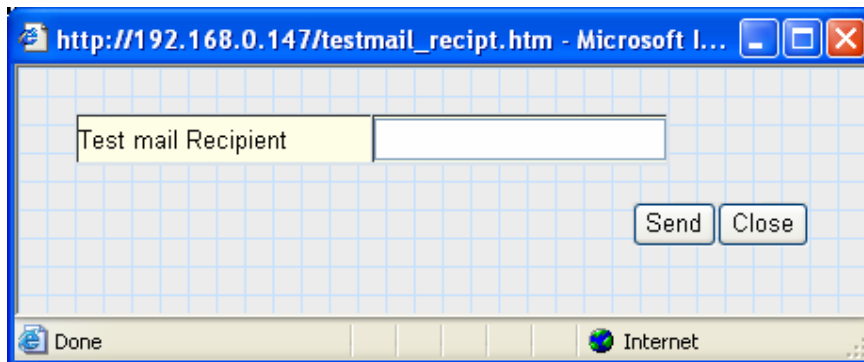 http://192.168.0.147/testmail_recipt.htm - Microsoft I...
Test mail Recipient
Send Close
Done Internet